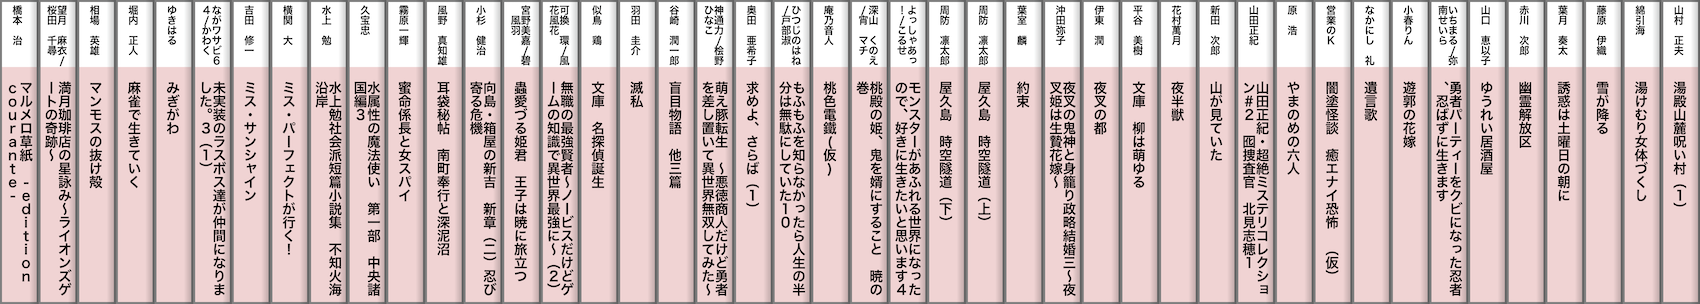 山村　正夫
湯殿山麓呪い村（１）
綿引海
湯けむり女体づくし
藤原　伊織
雪が降る
葉月　奏太
誘惑は土曜日の朝に
赤川　次郎
幽霊解放区
山口　恵以子
ゆうれい居酒屋
いちまる/弥
南せいら
勇者パーティーをクビになった忍者
、忍ばずに生きます
小春りん
遊郭の花嫁
なかにし　礼
遺言歌
営業のＫ
闇塗怪談　癒エナイ恐怖　（仮）
原　浩
やまのめの六人
山田正紀
山田正紀・超絶ミステリコレクショ
ン＃２　囮捜査官　北見志穂１
新田　次郎
山が見ていた
花村萬月
夜半獣
平谷　美樹
文庫　柳は萌ゆる
伊東　潤
夜叉の都
沖田弥子
夜叉の鬼神と身籠り政略結婚三～夜
叉姫は生贄花嫁～
葉室　麟
約束
周防　凛太郎
屋久島　時空隧道（上）
周防　凛太郎
屋久島　時空隧道（下）
よっしゃあっ
！/こるせ
モンスターがあふれる世界になった
ので、好きに生きたいと思います４
深山　くのえ
/宵　マチ
桃殿の姫、鬼を婿にすること　暁の
巻
庵乃音人
桃色電鐵（仮）
ひつじのはね
/戸部淑
もふもふを知らなかったら人生の半
分は無駄にしていた１０
奥田　亜希子
求めよ、さらば（１）
神通力/桧野
ひなこ
萌え豚転生　～悪徳商人だけど勇者
を差し置いて異世界無双してみた～
谷崎　潤一郎
盲目物語　他三篇
羽田　圭介
滅私
似鳥　鶏
文庫　名探偵誕生
可換　環/風
花風花
無職の最強賢者～ノービスだけどゲ
ームの知識で異世界最強に～（２）
宮野美嘉/碧
風羽
蟲愛づる姫君　王子は暁に旅立つ
小杉　健治
向島・箱屋の新吉　新章（二）忍び
寄る危機
風野　真知雄
耳袋秘帖　南町奉行と深泥沼
霧原一輝
蜜命係長と女スパイ
久宝忠
水属性の魔法使い　第一部　中央諸
国編３
水上　勉
水上勉社会派短篇小説集　不知火海
沿岸
横関　大
ミス・パーフェクトが行く！
吉田　修一
ミス・サンシャイン
ながワサビ６
４/かわく
未実装のラスボス達が仲間になりま
した。３（１）
ゆきはる
みぎがわ
堀内　正人
麻雀で生きていく
相場　英雄
マンモスの抜け殻
望月　麻衣/
桜田　千尋
満月珈琲店の星詠み～ライオンズゲ
ートの奇跡～
橋本　治
マルメロ草紙　-edition
courante-